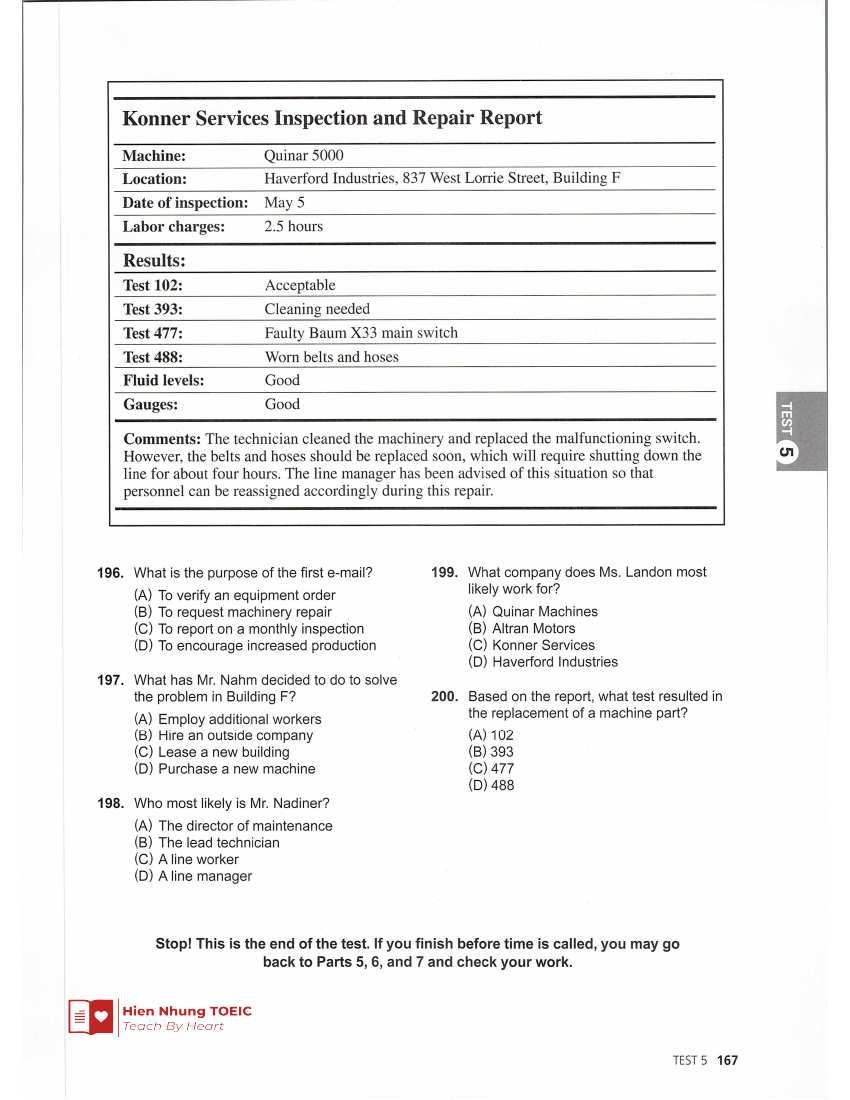 Konner Services Inspection and Repair Report
Machine: Quinar 5000
Location: Haverford Industries, 837 West Lorrie Street, Building F
Date of inspection: May 5
Labor charges: 2.5 hours
Results:
Test 102: Acceptable
Test 393: Cleaning needed
Test 477: Faulty Baum X33 main switch
Test 488: Worn belts and hoses
Fluid levels: Good
Gauges: Good
Comments: The technician cleaned the machinery and replaced the malfunctioning switch.
However, the belts and hoses should be replaced soon, which will require shutting down the
line for about four hours. The line manager has been advised of this situation so that
personnel can be reassigned accordingly during this repair.
TEST 5
196. What is the purpose of the first e-mail?
(A) To verify an equipment order
(B) To request machinery repair
(C) To report on a monthly inspection
(D) To encourage increased production
197. What has Mr. Nahm decided to do to solve
the problem in Building F?
(A) Employ additional workers
(B) Hire an outside company
(C) Lease a new building
(D) Purchase a new machine
198. Who most likely is Mr. Nadiner?
(A) The director of maintenance
(B) The lead technician
(C) A line worker
(D) A line manager
199. What company does Ms. Landon most
likely work for?
(A) Quinar Machines
(B) Altran Motors
(C) Konner Services
(D) Haverford Industries
200. Based on the report, what test resulted in
the replacement of a machine part?
(A) 102
(B) 393
(C) 477
(D) 488
Stop! This is the end of the test. If you finish before time is called, you may go
back to Parts 5, 6, and 7 and check your work.
Hien Nhung TOEIC
Teach By Heart
TEST 5 167